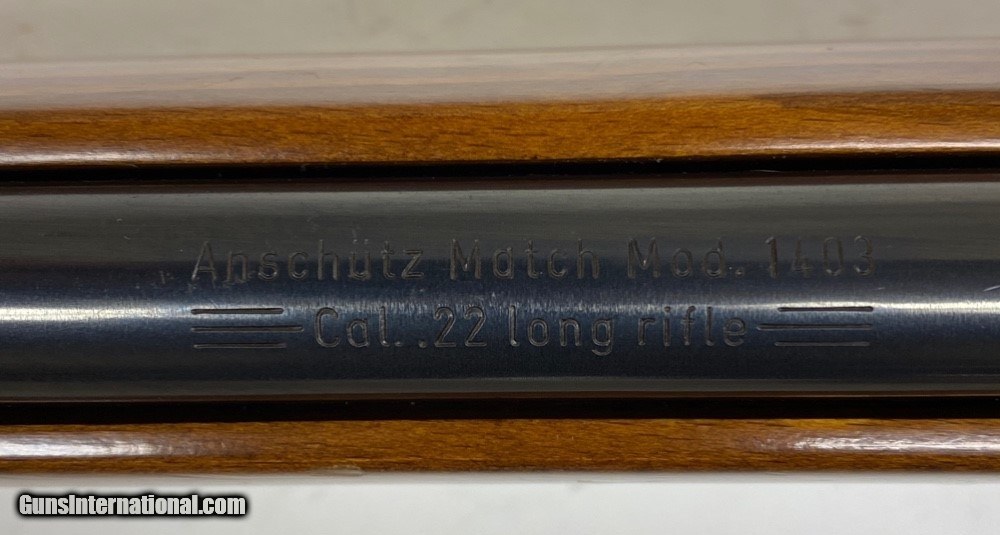 Anschütz Match Mod. 1403
Cal. .22 long rifle
GunsInternational.com